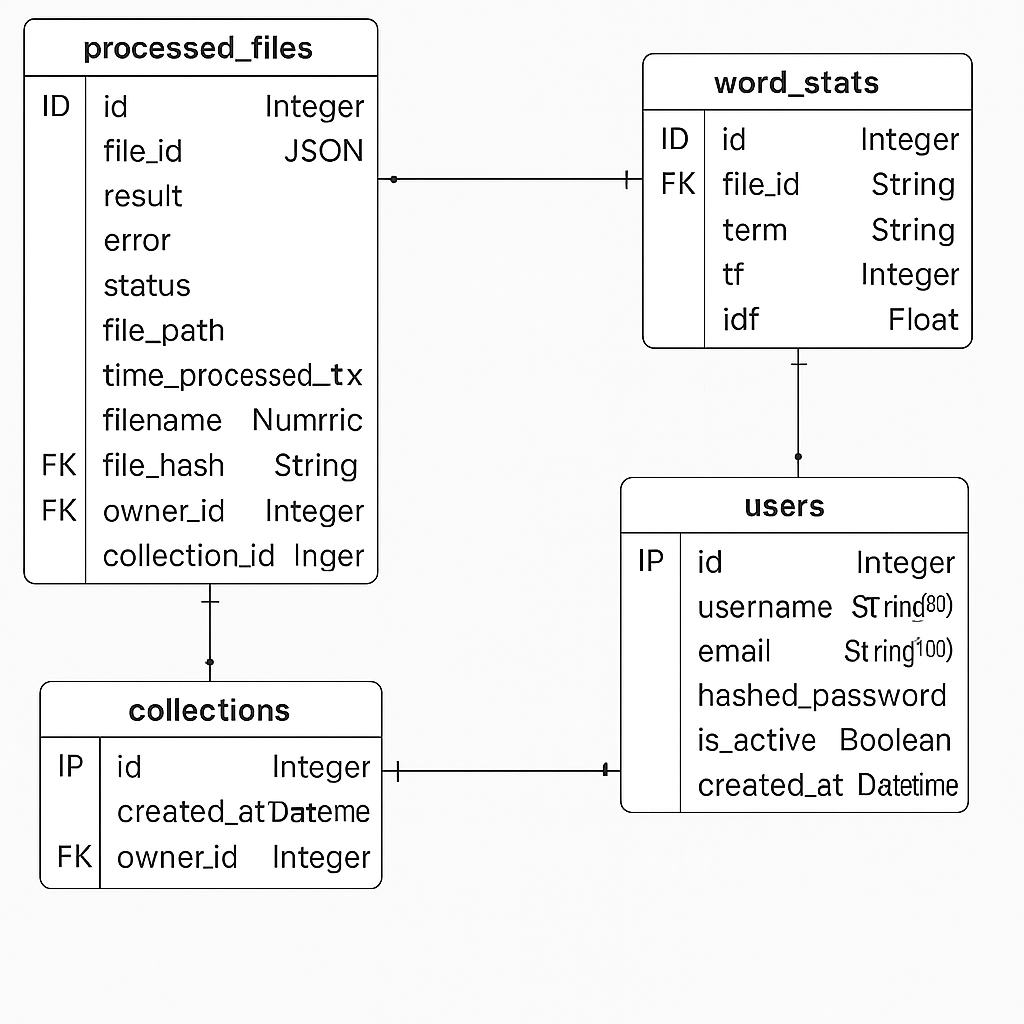 processed_files
ID id Integer
file_id JSON
result
error
status
file_path
time_processed_tx
filename Numrric
FK file_hash String
FK owner_id Integer
collection_id Inger
word_stats
ID id Integer
FK file_id String
term String
tf Integer
idf Float
users
IP id Integer
username STring(80)
email String100)
hashed_password
is_active Boolean
created_at Datetime
collections
IP id Integer
created_at Dateme
FK owner_id Integer